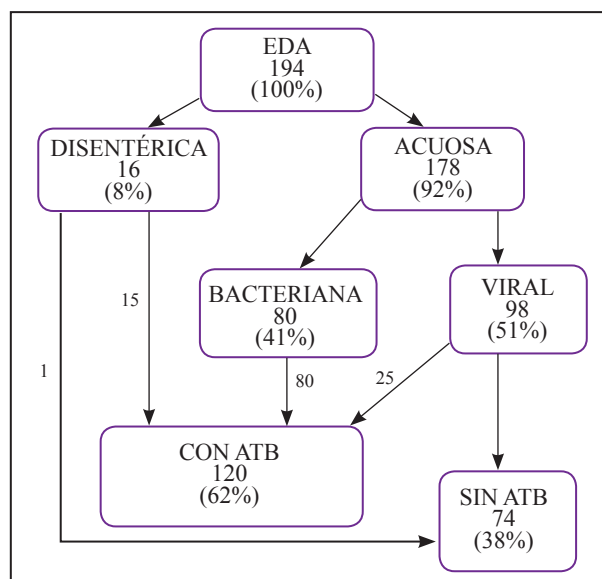 EDA
194
(100%)
DISENTÉRICA
16
(8%)
ACUOSA
178
(92%)
BACTERIANA
80
(41%)
VIRAL
98
(51%)
15
1
80
25
CON ATB
120
(62%)
SIN ATB
74
(38%)